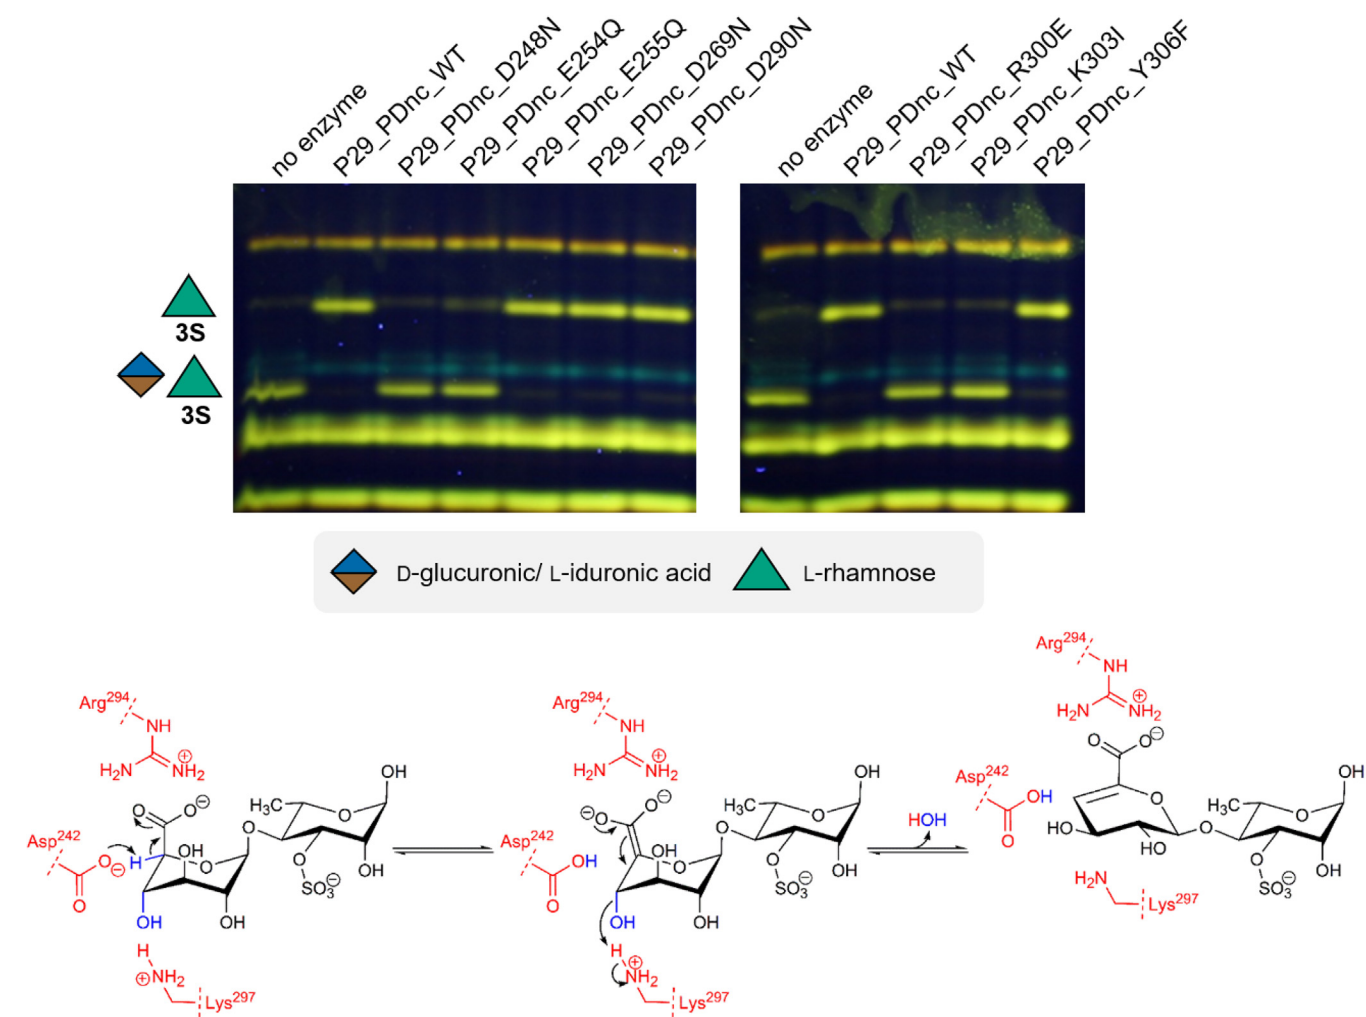 no enzyme
P29_PDnc_WT
P29_PDnc_D248N
P29_PDnc_E254Q
P29_PDnc_E255Q
P29_PDnc_D269N
P29_PDnc_D290N
no enzyme
P29_PDnc_WT
P29_PDnc_R300E
P29_PDnc_K303I
P29_PDnc_Y306F
3S
3S
D-glucuronic/ L-iduronic acid
L-rhamnose
Arg294
NH
H2N
⊕
NH2
O
O⊖
H3C
O
OH
Asp242
O⊖
H
OH
O
O
O
OH
O
SO3⊖
OH
OH
H
⊕NH2
Lys297
Arg294
NH
H2N
⊕
NH2
⊖O
O⊖
H3C
O
OH
Asp242
OH
O
OH
O
O
O
OH
SO3⊖
OH
OH
H
⊕
NH2
Lys297
HOH
Arg294
NH
H2N
⊕
NH2
O
O⊖
Asp242
OH
O
HO
O
HO
O
H3C
O
OH
O
OH
SO3⊖
H2N
Lys297